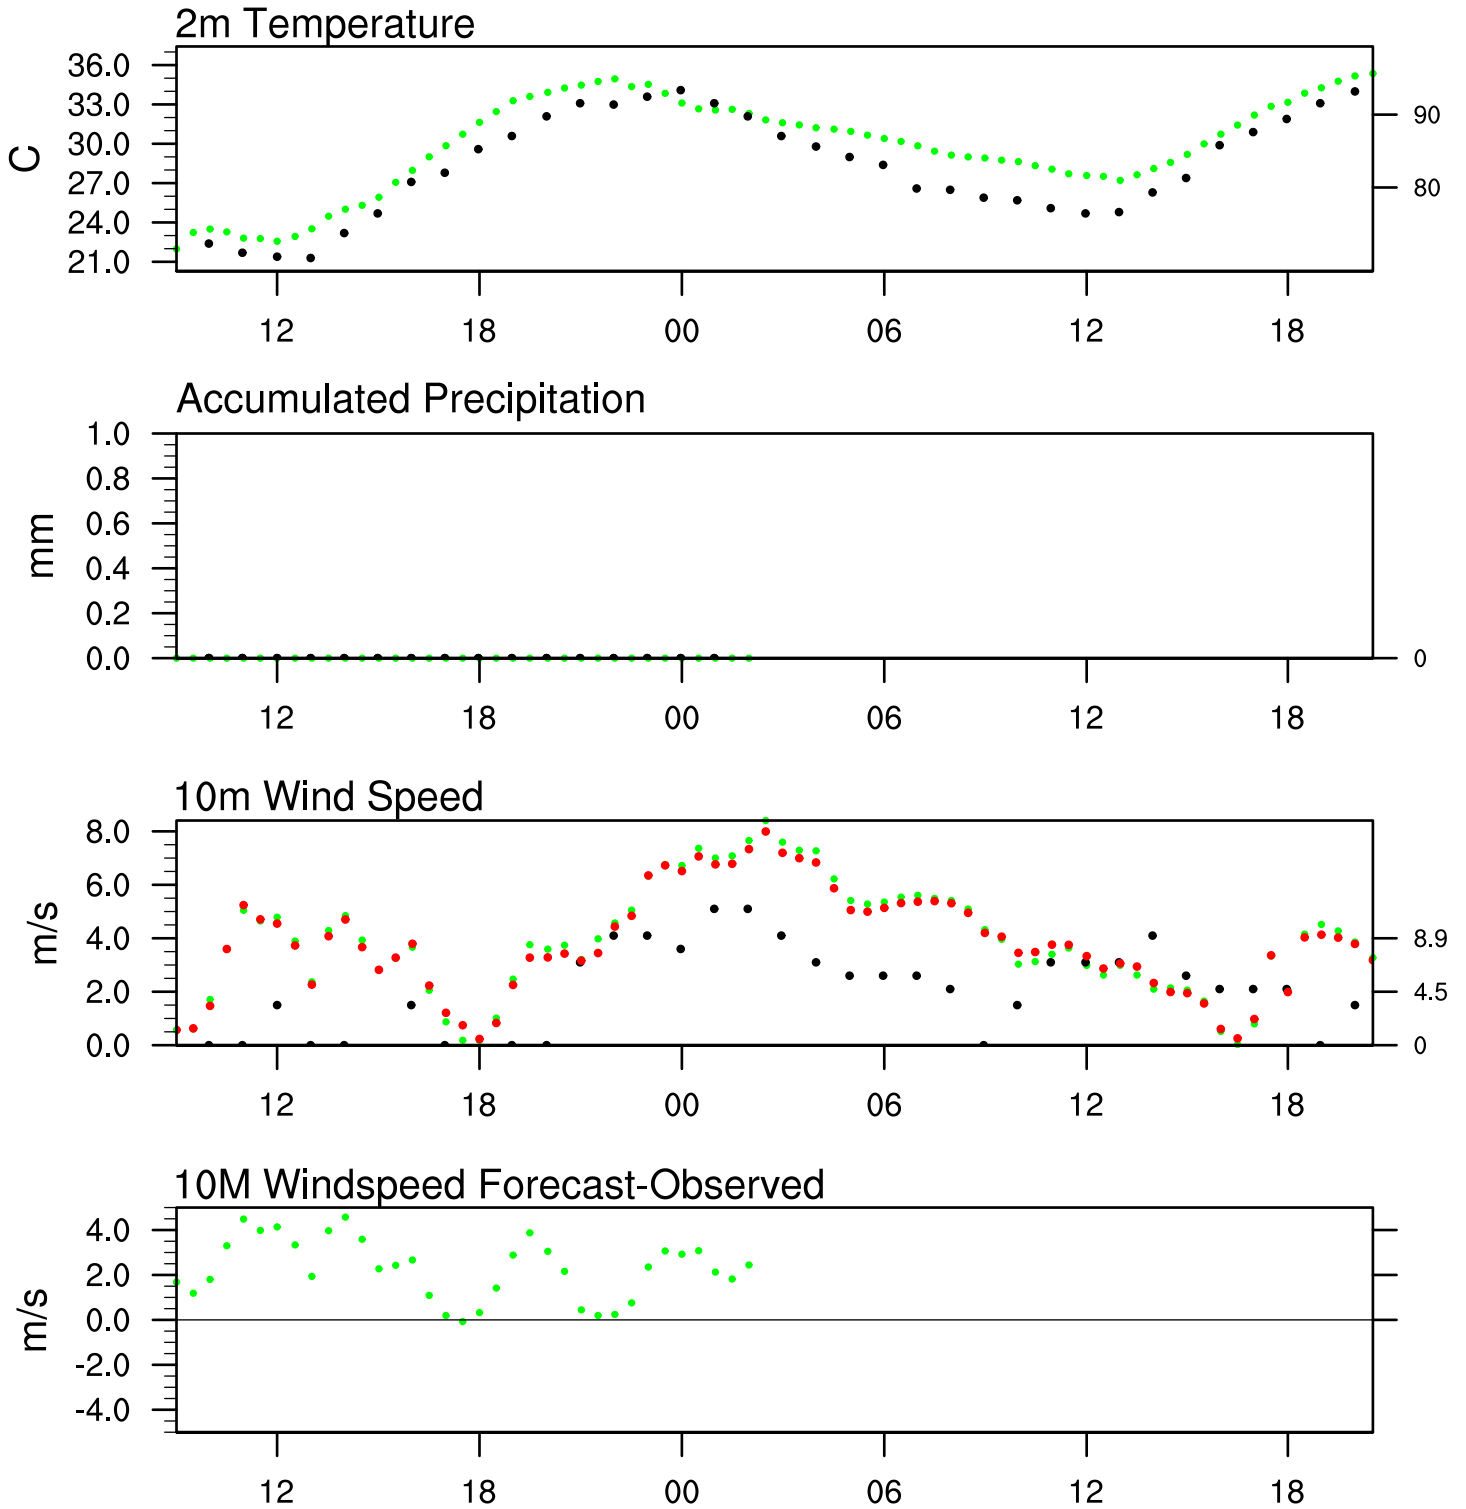 2m Temperature
36.0
33.0
30.0
27.0
24.0
21.0
C
90
80
12 18 00 06 12 18
Accumulated Precipitation
1.0
0.8
0.6
0.4
0.2
0.0
mm
0
12 18 00 06 12 18
10m Wind Speed
8.0
6.0
4.0
2.0
0.0
m/s
8.9
4.5
0
12 18 00 06 12 18
10M Windspeed Forecast-Observed
4.0
2.0
0.0
-2.0
-4.0
m/s
12 18 00 06 12 18